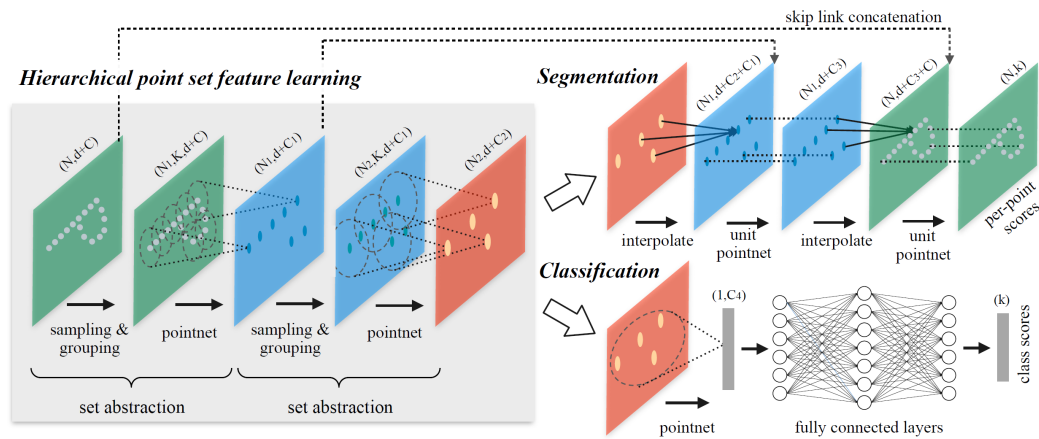 skip link concatenation
Hierarchical point set feature learning
(N,d+C)
(N1,K,d+C)
(N1,d+C1)
(N2,K,d+C1)
(N2,d+C2)
sampling &
grouping
pointnet
sampling &
grouping
pointnet
set abstraction
set abstraction
Segmentation
(N1,d+C2+C1)
(N1,d+C3)
(N,d+C3+C)
(N,k)
interpolate
unit
pointnet
interpolate
unit
pointnet
per-point
scores
Classification
(1,C4)
(k)
class scores
pointnet
fully connected layers